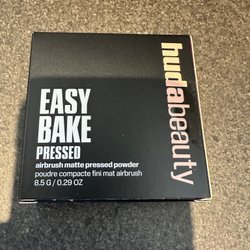 EASY
BAKE
PRESSED
airbrush matte pressed powder
poudre compacte fini mat airbrush
8.5 G / 0.29 OZ
hudabeauty